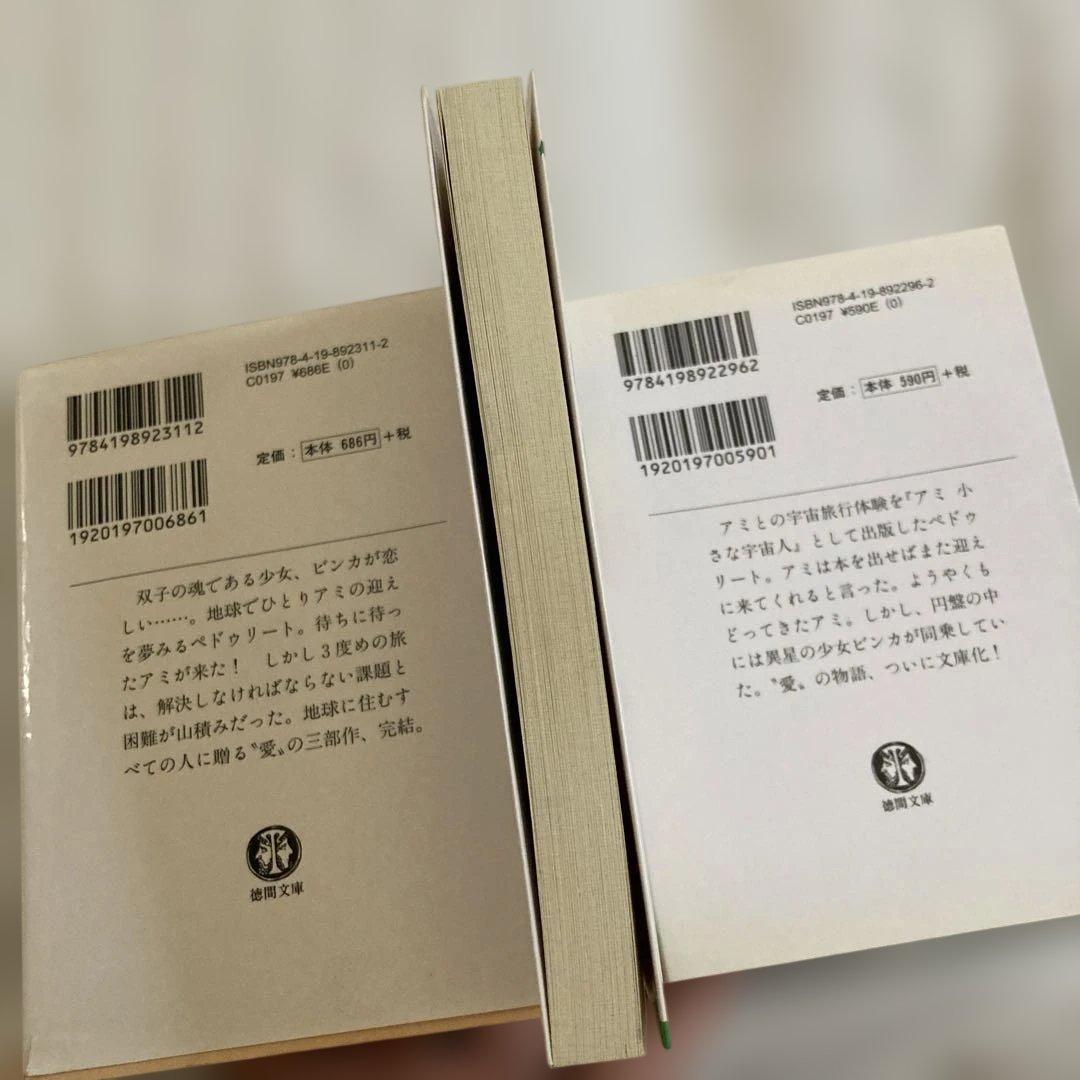 ISBN978-4-19-892311-2
C0197 ¥686E (0)
9784198923112
定価：本体 686円+税
1920197006861
双子の魂である少女、ビンカが恋
しい……。地球でひとりアミの迎え
を夢みるペドゥリート。待ちに待っ
たアミが来た！ しかし3度めの旅
は、解決しなければならない課題と
困難が山積みだった。地球に住むす
べての人に贈る〝愛〟の三部作、完結。
徳間文庫
ISBN978-4-19-892296-2
C0197 ¥590E (0)
9784198922962
定価：本体 590円+税
1920197005901
アミとの宇宙旅行体験を『アミ 小
さな宇宙人』として出版したペドゥ
リート。アミは本を出せばまた迎え
に来てくれると言った。ようやくも
どってきたアミ。しかし、円盤の中
には異星の少女ビンカが同乗してい
た。〝愛〟の物語、ついに文庫化！
徳間文庫